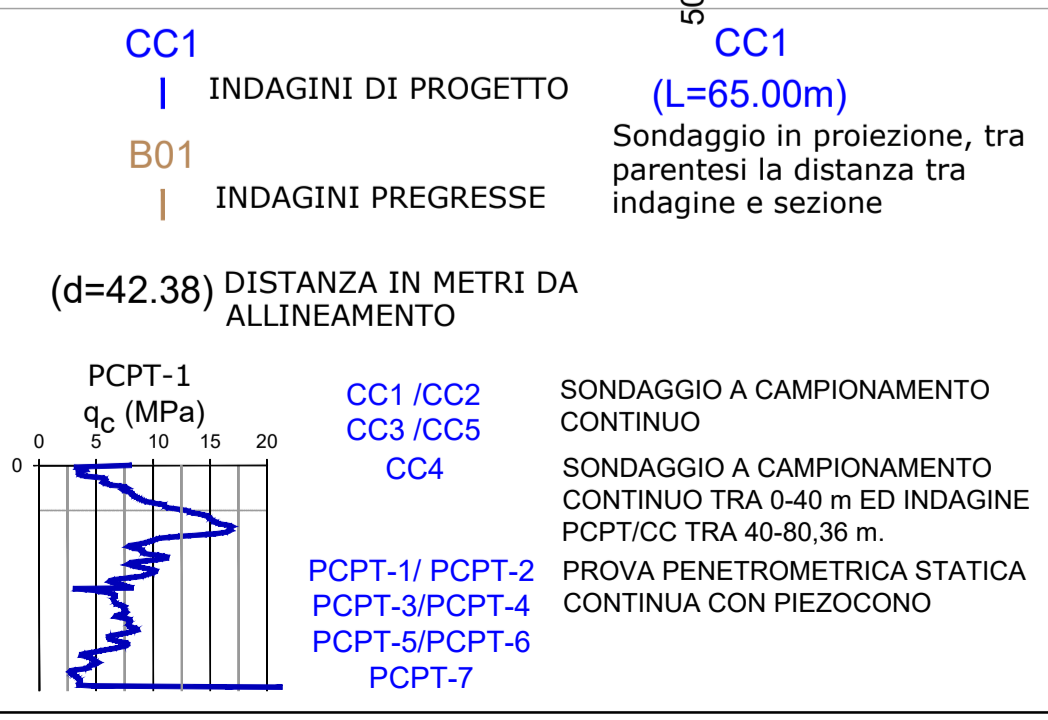 50
CC1
INDAGINI DI PROGETTO
B01
INDAGINI PREGRESSE
CC1
(L=65.00m)
Sondaggio in proiezione, tra
parentesi la distanza tra
indagine e sezione
(d=42.38) DISTANZA IN METRI DA
ALLINEAMENTO
PCPT-1
qc (MPa)
0 5 10 15 20
0
CC1 /CC2
CC3 /CC5
SONDAGGIO A CAMPIONAMENTO
CONTINUO
CC4
SONDAGGIO A CAMPIONAMENTO
CONTINUO TRA 0-40 m ED INDAGINE
PCPT/CC TRA 40-80,36 m.
PCPT-1/ PCPT-2
PCPT-3/PCPT-4
PCPT-5/PCPT-6
PCPT-7
PROVA PENETROMETRICA STATICA
CONTINUA CON PIEZOCONO